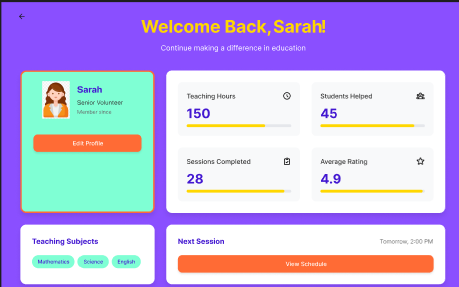 Welcome Back, Sarah!
Continue making a difference in education
Sarah
Senior Volunteer
Member since
Edit Profile
Teaching Hours
150
Students Helped
45
Sessions Completed
28
Average Rating
4.9
Teaching Subjects
Mathematics
Science
English
Next Session
Tomorrow, 2:00 PM
View Schedule